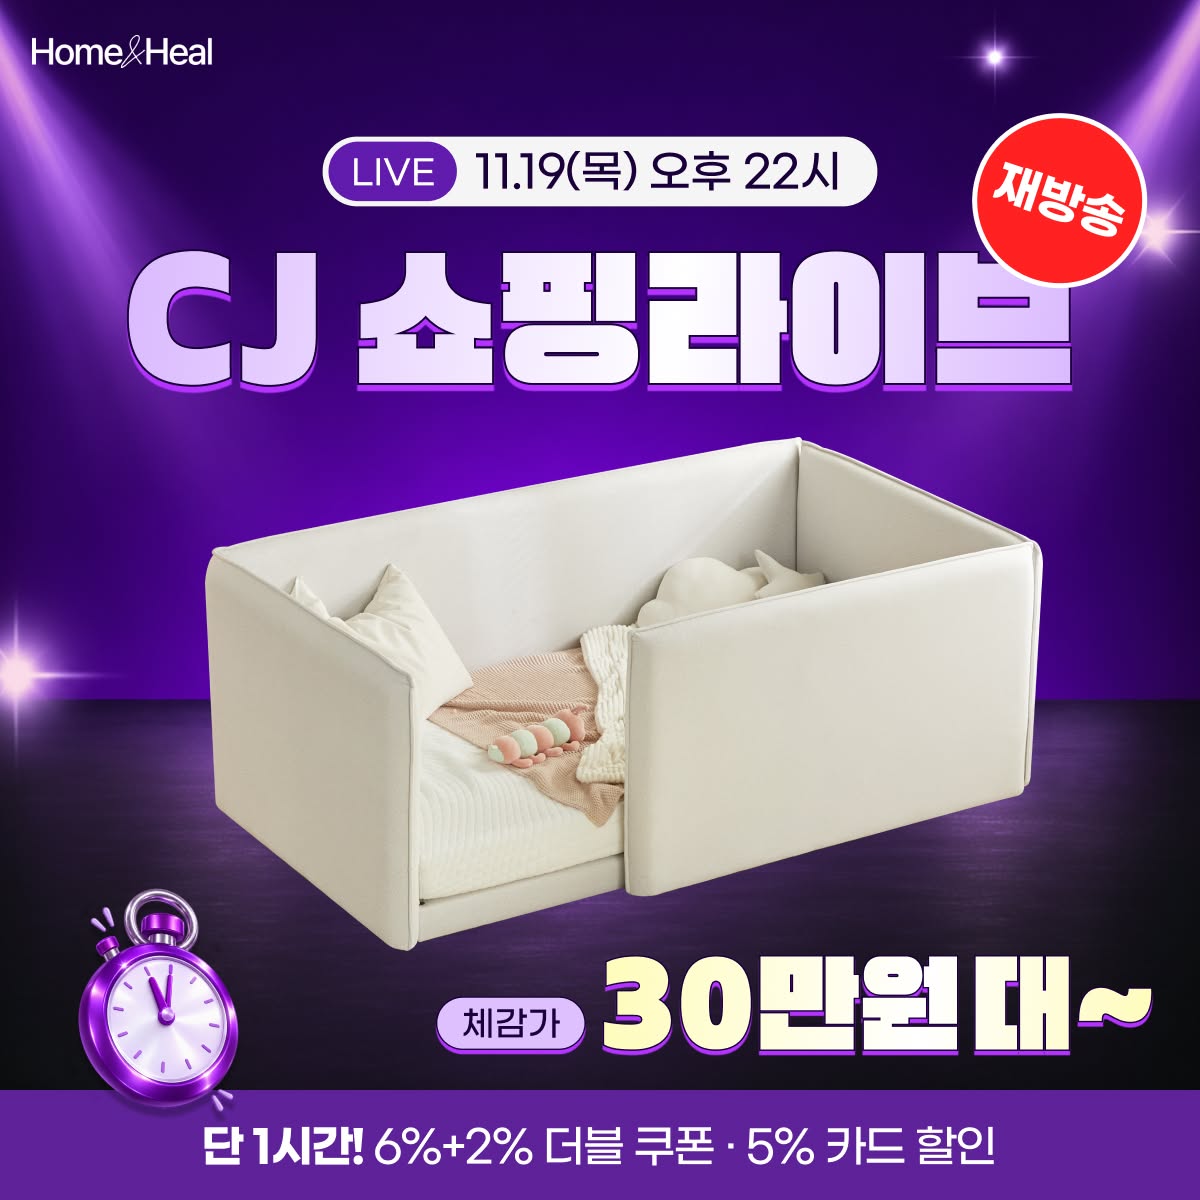 Home&Heal
LIVE 11.19(목) 오후 22시
재방송
CJ 쇼핑라이브
체감가 30만원대~
단 1시간! 6%+2% 더블 쿠폰 · 5% 카드 할인